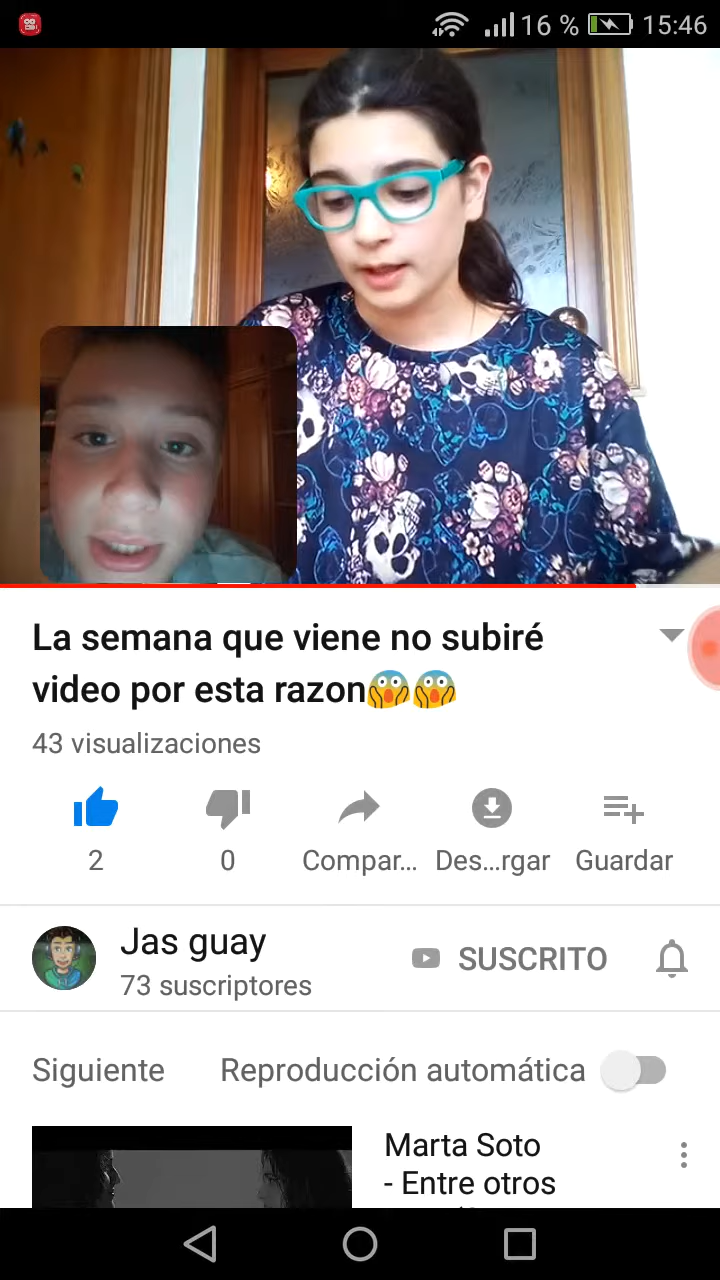 16 % 15:46
La semana que viene no subiré
video por esta razon😱😱
43 visualizaciones
2 0 Compar... Des...rgar Guardar
Jas guay
73 suscriptores
SUSCRITO
Siguiente Reproducción automática
Marta Soto
- Entre otros